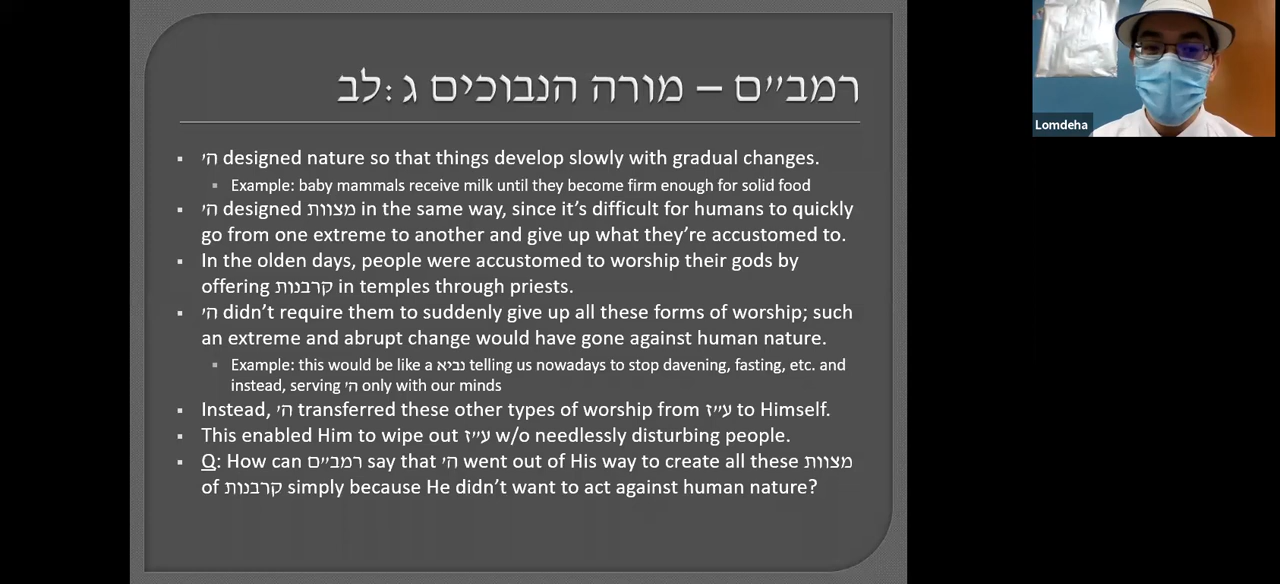 רמב״ם – מורה הנבוכים ג:לב
ה׳ designed nature so that things develop slowly with gradual changes.
Example: baby mammals receive milk until they become firm enough for solid food
ה׳ designed מצוות in the same way, since it’s difficult for humans to quickly
go from one extreme to another and give up what they’re accustomed to.
In the olden days, people were accustomed to worship their gods by
offering קרבנות in temples through priests.
ה׳ didn’t require them to suddenly give up all these forms of worship; such
an extreme and abrupt change would have gone against human nature.
Example: this would be like a נביא telling us nowadays to stop davening, fasting, etc. and
instead, serving ה׳ only with our minds
Instead, ה׳ transferred these other types of worship from ע״ז to Himself.
This enabled Him to wipe out ע״ז w/o needlessly disturbing people.
Q: How can רמב״ם say that ה׳ went out of His way to create all these מצוות
of קרבנות simply because He didn’t want to act against human nature?
Lomdeha